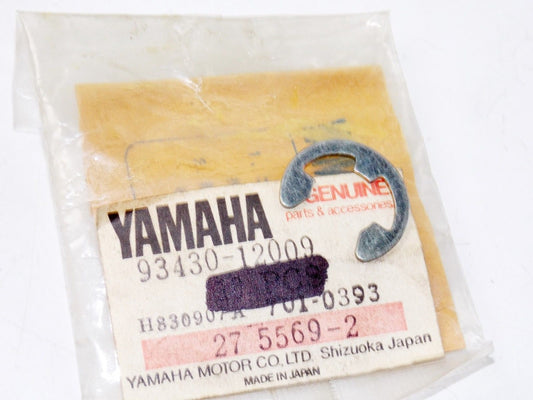 YAMAHA
GENUINE
parts & accessories
93430-12009
PCS
H830907A 701-0393
27 5569-2
YAMAHA MOTOR CO., LTD. Shizuoka Japan
MADE IN JAPAN